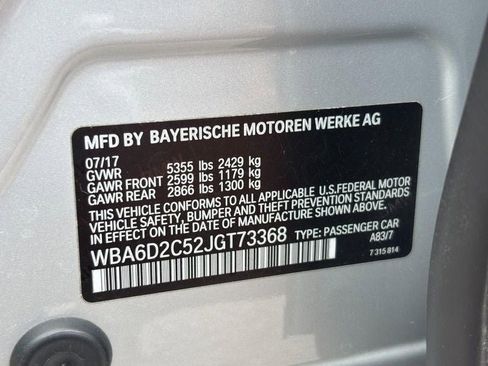 MFD BY BAYERISCHE MOTOREN WERKE AG
07/17
GVWR 5355 lbs 2429 kg
GAWR FRONT 2599 lbs 1179 kg
GAWR REAR 2866 lbs 1300 kg
THIS VEHICLE CONFORMS TO ALL APPLICABLE U.S.FEDERAL MOTOR
VEHICLE SAFETY, BUMPER AND THEFT PREVENTION STANDARDS
IN EFFECT ON THE DATE OF MANUFACTURE SHOWN ABOVE.
WBA6D2C52JGT73368 TYPE: PASSENGER CAR
A83/7
7 315 814